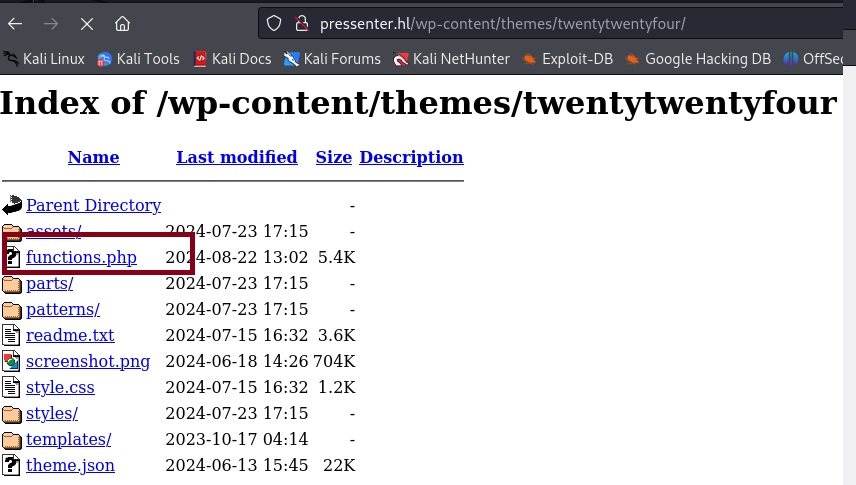 pressenter.hl/wp-content/themes/twentytwentyfour/
Kali Linux Kali Tools Kali Docs Kali Forums Kali NetHunter Exploit-DB Google Hacking DB OffSec
Index of /wp-content/themes/twentytwentyfour
Name Last modified Size Description
Parent Directory -
assets/ 2024-07-23 17:15 -
functions.php 2024-08-22 13:02 5.4K
parts/ 2024-07-23 17:15 -
patterns/ 2024-07-23 17:15 -
readme.txt 2024-07-15 16:32 3.6K
screenshot.png 2024-06-18 14:26 704K
style.css 2024-07-15 16:32 1.2K
styles/ 2024-07-23 17:15 -
templates/ 2023-10-17 04:14 -
theme.json 2024-06-13 15:45 22K